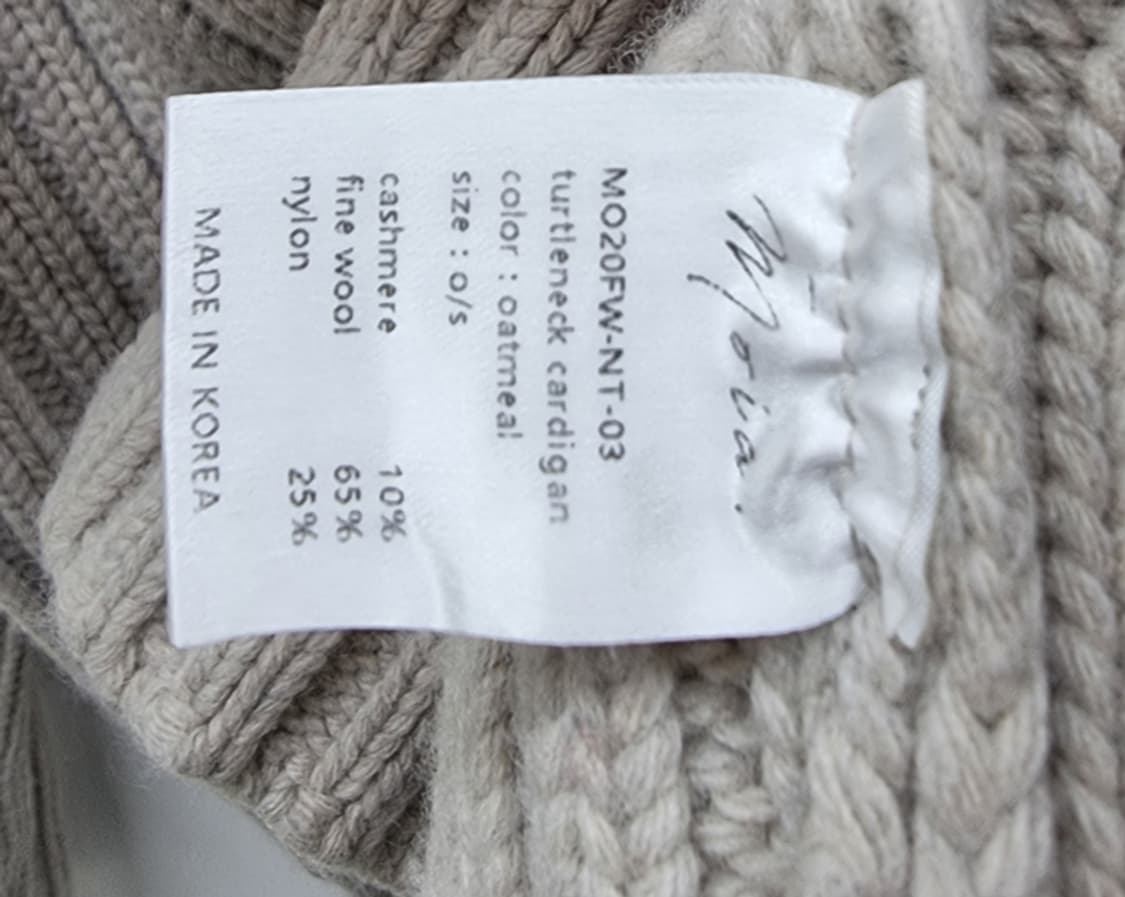 Moia.
MO20FW-NT-03
turtleneck cardigan
color : oatmeal
size : o/s
cashmere 10%
fine wool 65%
nylon 25%
MADE IN KOREA